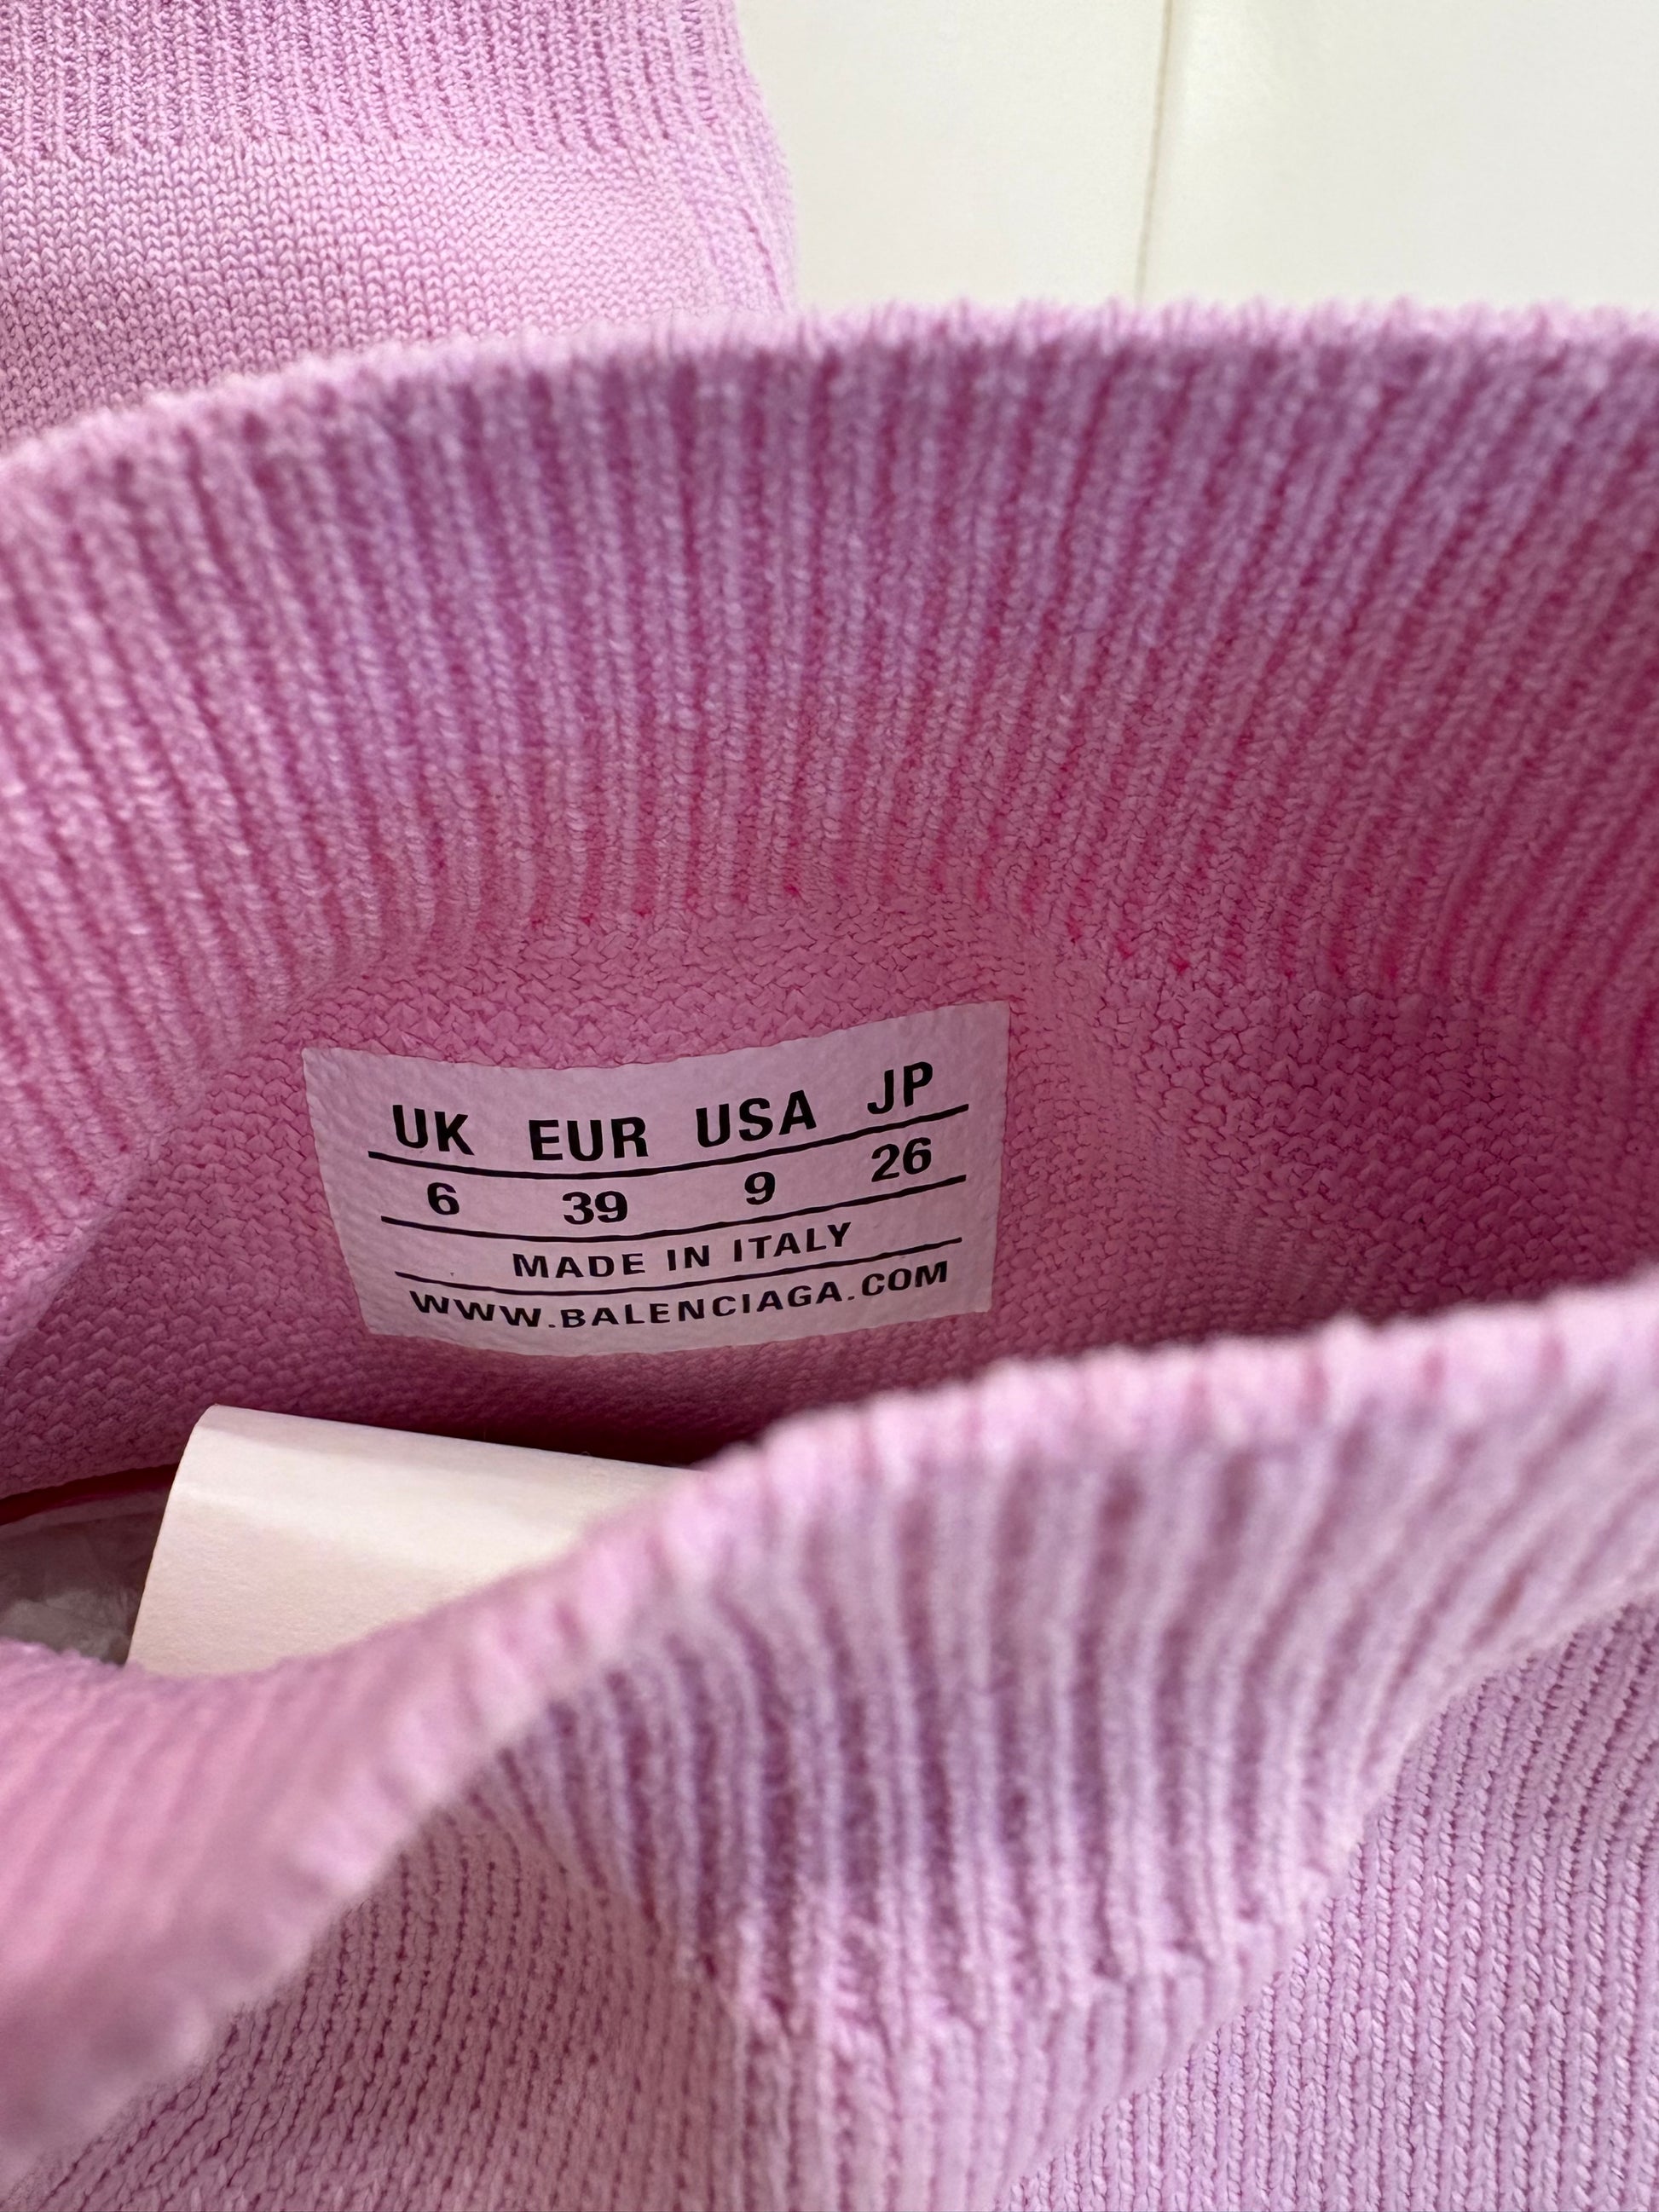 UK EUR USA JP
6 39 9 26
MADE IN ITALY
WWW.BALENCIAGA.COM